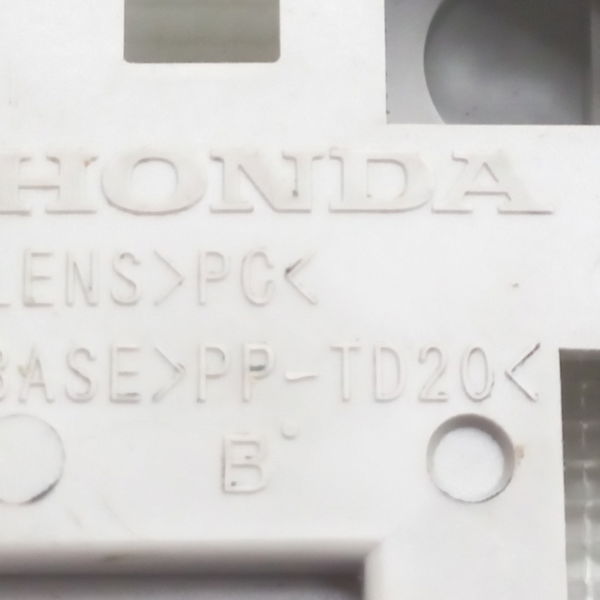 HONDA
LENS>PC<
BASE>PP-TD20<
B